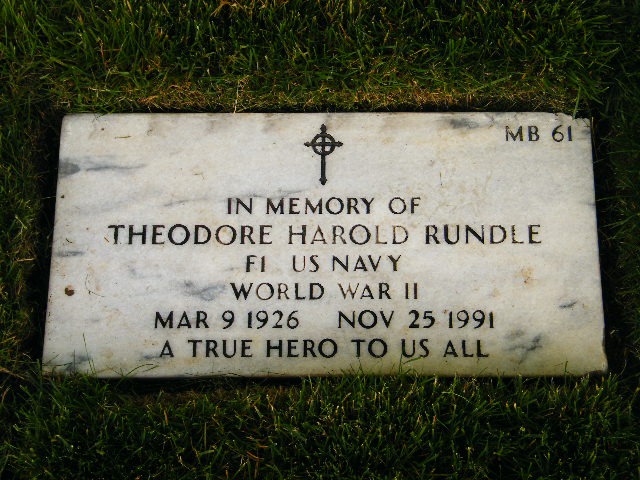 MB 61
IN MEMORY OF
THEODORE HAROLD RUNDLE
F1 US NAVY
WORLD WAR II
MAR 9 1926 NOV 25 1991
A TRUE HERO TO US ALL